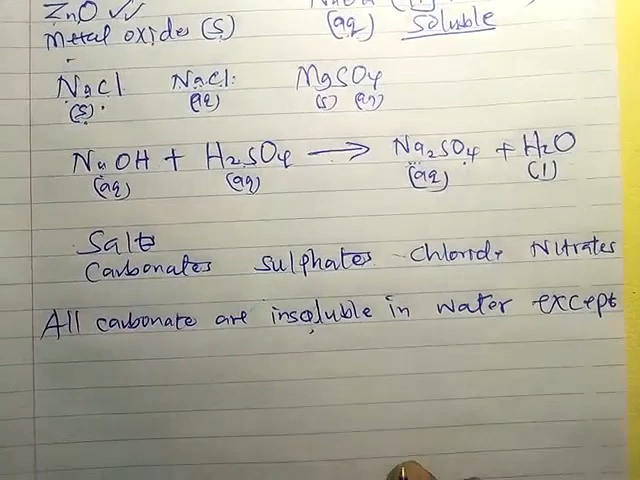 ZnO ✓✓
Metal oxides (s) (aq) Soluble
NaCl NaCl MgSO4
(s) (aq) (s) (aq)
NaOH + H2SO4 → Na2SO4 + H2O
(aq) (aq) (aq) (l)
Salts
Carbonates Sulphates Chloride Nitrates
All carbonate are insoluble in water except